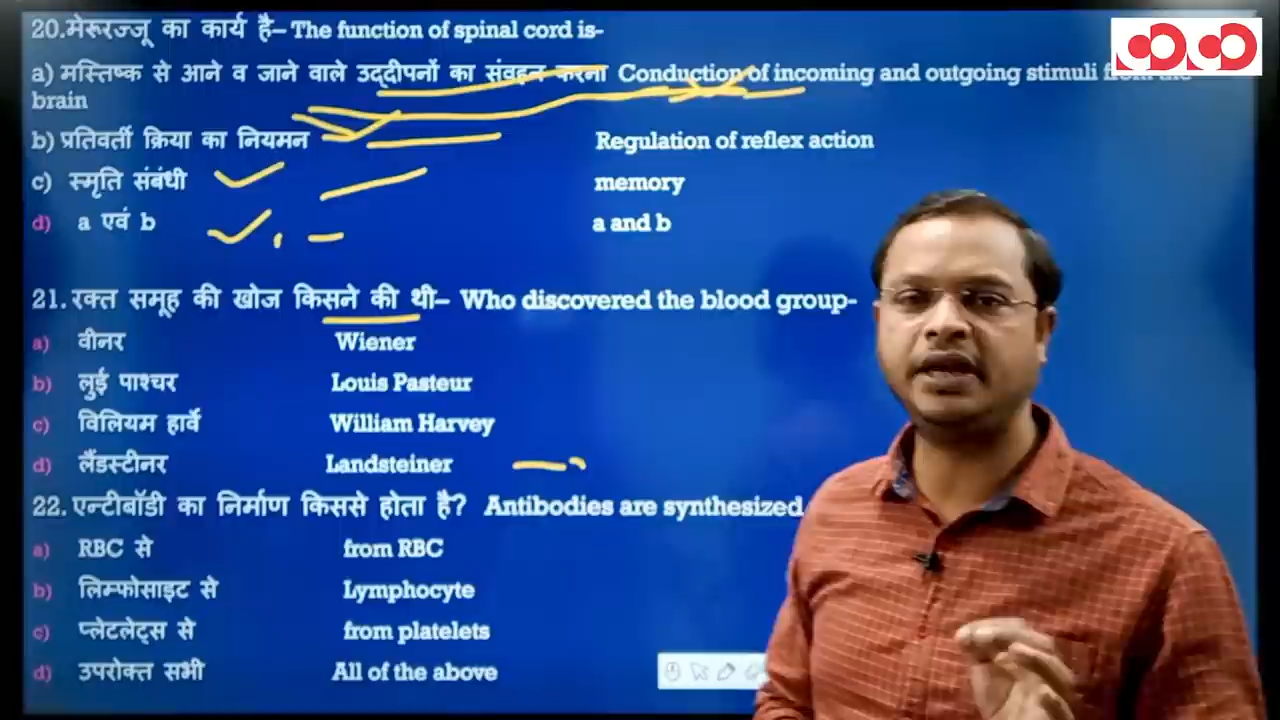 20.मेरूरज्जू का कार्य है– The function of spinal cord is-
a) मस्तिष्क से आने व जाने वाले उद्दीपनों का संवहन करना Conduction of incoming and outgoing stimuli from the
brain
b) प्रतिवर्ती क्रिया का नियमन Regulation of reflex action
c) स्मृति संबंधी memory
d) a एवं b a and b
21. रक्त समूह की खोज किसने की थी– Who discovered the blood group-
a) वीनर Wiener
b) लुई पाश्चर Louis Pasteur
c) विलियम हार्वे William Harvey
d) लैंडस्टीनर Landsteiner
22. एन्टीबॉडी का निर्माण किससे होता है? Antibodies are synthesized
a) RBC से from RBC
b) लिम्फोसाइट से Lymphocyte
c) प्लेटलेट्स से from platelets
d) उपरोक्त सभी All of the above